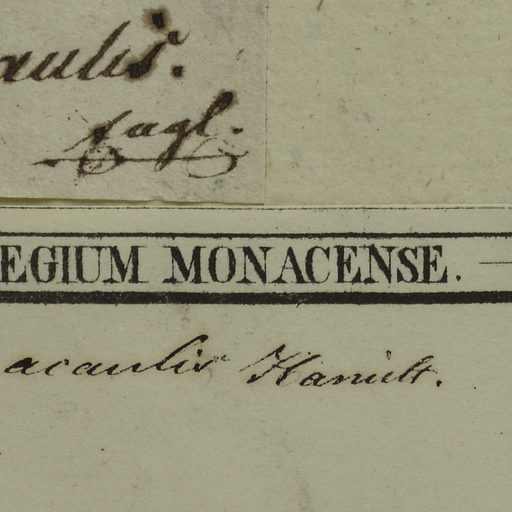 aulis.
EGIUM MONACENSE.
acaulis Hamilt.